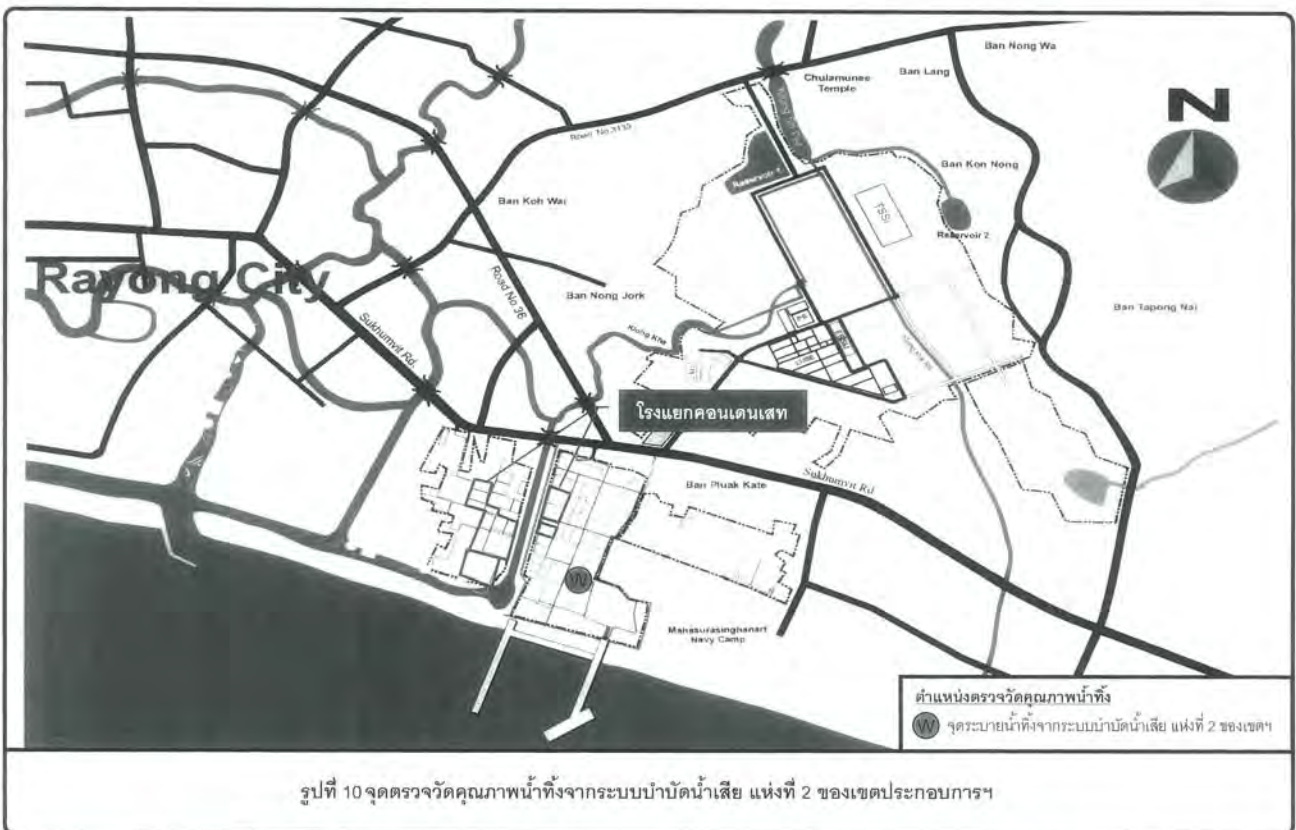 Ban Nong Wa
Ban Lang
Chulamunee
Temple
N
Road No.3139
Reservoir 1
Ban Kon Nong
TSSI
Reservoir 2
Ban Koh Wai
Rayong City
Road No.36
Ban Nong Jork
Ban Tapong Nai
Sukhumvit Rd.
Klong Kha
โรงแยกคอนเดนเสท
Ban Pluak Kate
Sukhumvit Rd
W
Mahasurasinghanart
Navy Camp
ตำแหน่งตรวจวัดคุณภาพน้ำทิ้ง
W จุดระบายน้ำทิ้งจากระบบบำบัดน้ำเสีย แห่งที่ 2 ของเขตฯ
รูปที่ 10 จุดตรวจวัดคุณภาพน้ำทิ้งจากระบบบำบัดน้ำเสีย แห่งที่ 2 ของเขตประกอบการฯ